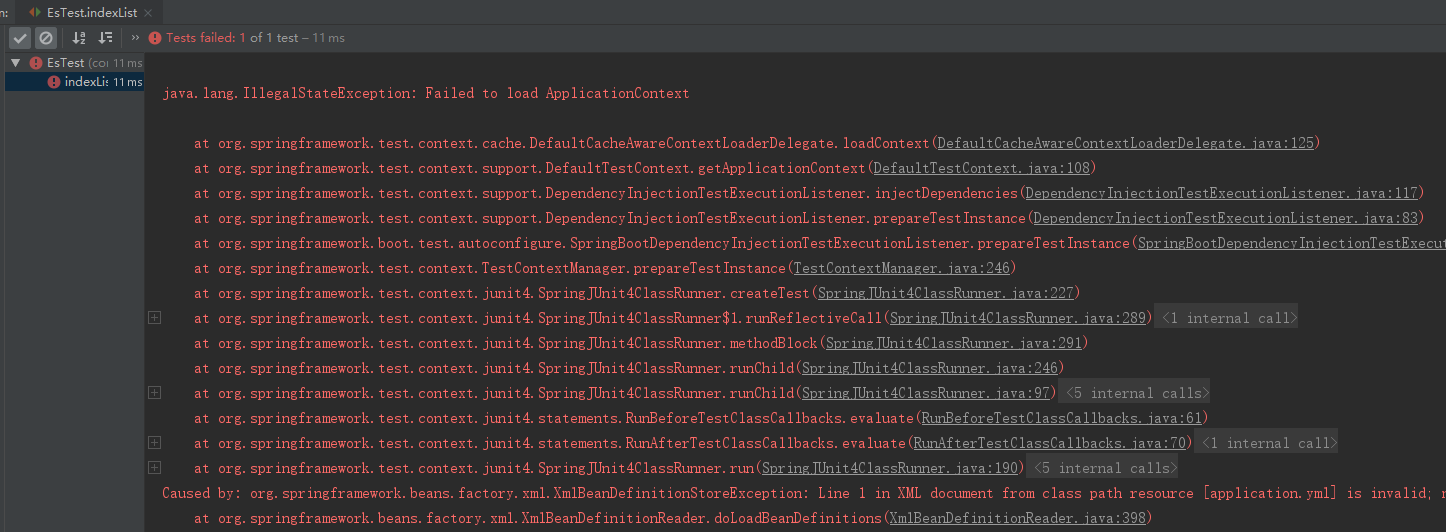 n:
EsTest.indexList ×
» Tests failed: 1 of 1 test – 11 ms
EsTest (cor 11 ms
indexLis 11 ms
java.lang.IllegalStateException: Failed to load ApplicationContext
at org.springframework.test.context.cache.DefaultCacheAwareContextLoaderDelegate.loadContext(DefaultCacheAwareContextLoaderDelegate.java:125)
at org.springframework.test.context.support.DefaultTestContext.getApplicationContext(DefaultTestContext.java:108)
at org.springframework.test.context.support.DependencyInjectionTestExecutionListener.injectDependencies(DependencyInjectionTestExecutionListener.java:117)
at org.springframework.test.context.support.DependencyInjectionTestExecutionListener.prepareTestInstance(DependencyInjectionTestExecutionListener.java:83)
at org.springframework.boot.test.autoconfigure.SpringBootDependencyInjectionTestExecutionListener.prepareTestInstance(SpringBootDependencyInjectionTestExecut
at org.springframework.test.context.TestContextManager.prepareTestInstance(TestContextManager.java:246)
at org.springframework.test.context.junit4.SpringJUnit4ClassRunner.createTest(SpringJUnit4ClassRunner.java:227)
at org.springframework.test.context.junit4.SpringJUnit4ClassRunner$1.runReflectiveCall(SpringJUnit4ClassRunner.java:289) <1 internal call>
at org.springframework.test.context.junit4.SpringJUnit4ClassRunner.methodBlock(SpringJUnit4ClassRunner.java:291)
at org.springframework.test.context.junit4.SpringJUnit4ClassRunner.runChild(SpringJUnit4ClassRunner.java:246)
at org.springframework.test.context.junit4.SpringJUnit4ClassRunner.runChild(SpringJUnit4ClassRunner.java:97) <5 internal calls>
at org.springframework.test.context.junit4.statements.RunBeforeTestClassCallbacks.evaluate(RunBeforeTestClassCallbacks.java:61)
at org.springframework.test.context.junit4.statements.RunAfterTestClassCallbacks.evaluate(RunAfterTestClassCallbacks.java:70) <1 internal call>
at org.springframework.test.context.junit4.SpringJUnit4ClassRunner.run(SpringJUnit4ClassRunner.java:190) <5 internal calls>
Caused by: org.springframework.beans.factory.xml.XmlBeanDefinitionStoreException: Line 1 in XML document from class path resource [application.yml] is invalid; n
at org.springframework.beans.factory.xml.XmlBeanDefinitionReader.doLoadBeanDefinitions(XmlBeanDefinitionReader.java:398)